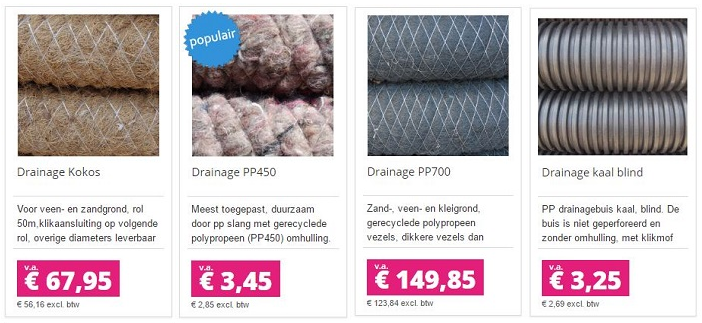 Drainage Kokos
Voor veen- en zandgrond, rol
50m,klikaansluiting op volgende
rol, overige diameters leverbaar
v.a.
€ 67,95
€ 56,16 excl. btw
populair
Drainage PP450
Meest toegepast, duurzaam
door pp slang met gerecyclede
polypropeen (PP450) omhulling.
v.a.
€ 3,45
€ 2,85 excl. btw
Drainage PP700
Zand-, veen- en kleigrond,
gerecyclede polypropeen
vezels, dikkere vezels dan
v.a.
€ 149,85
€ 123,84 excl. btw
Drainage kaal blind
PP drainagebuis kaal, blind. De
buis is niet geperforeerd en
zonder omhulling, met klikmof
v.a.
€ 3,25
€ 2,69 excl. btw